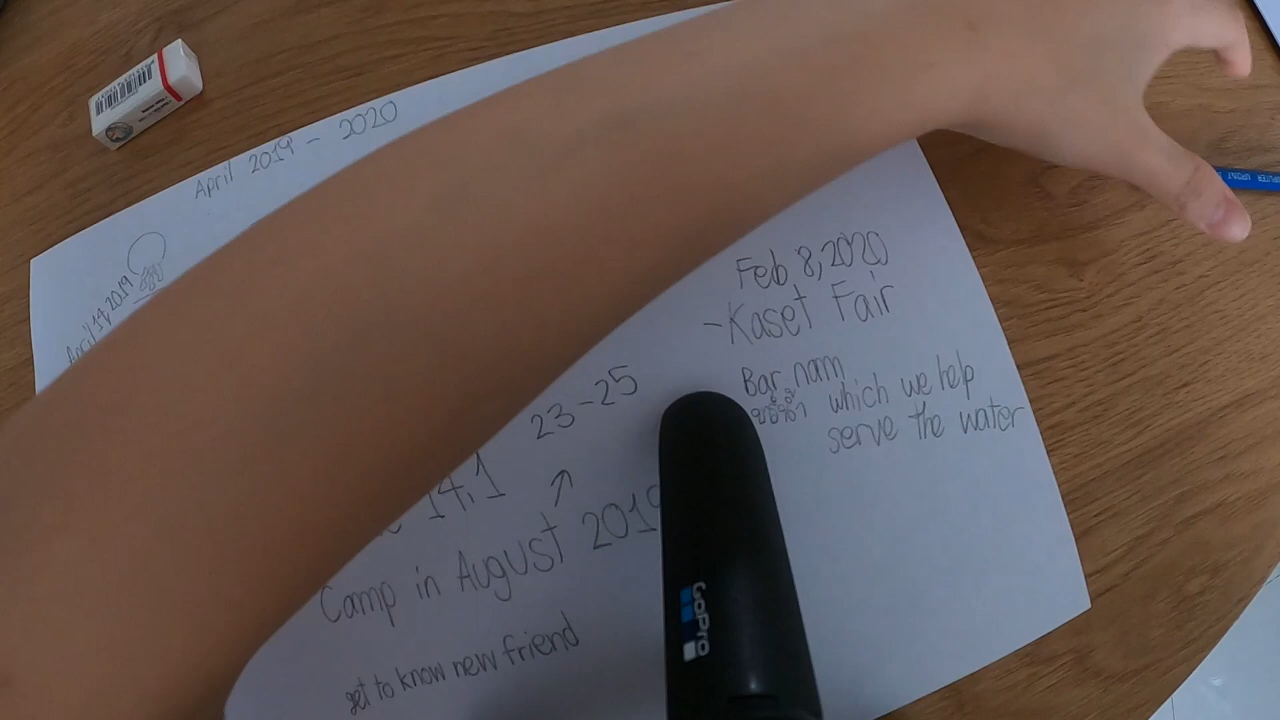 April 2019 - 2020
April 14, 2019
Feb 8, 2020
-Kaset Fair
Bar nam
which we help
serve the water
23-25
14, 1
Camp in August 2019
get to know new friend
GoPro